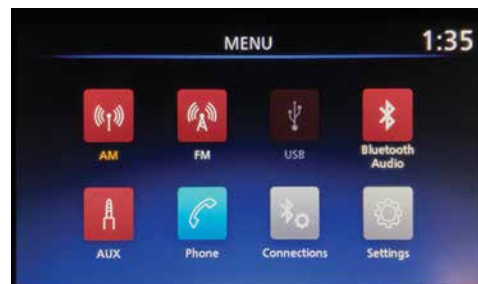 MENU 1:35
AM FM USB Bluetooth Audio
AUX Phone Connections Settings